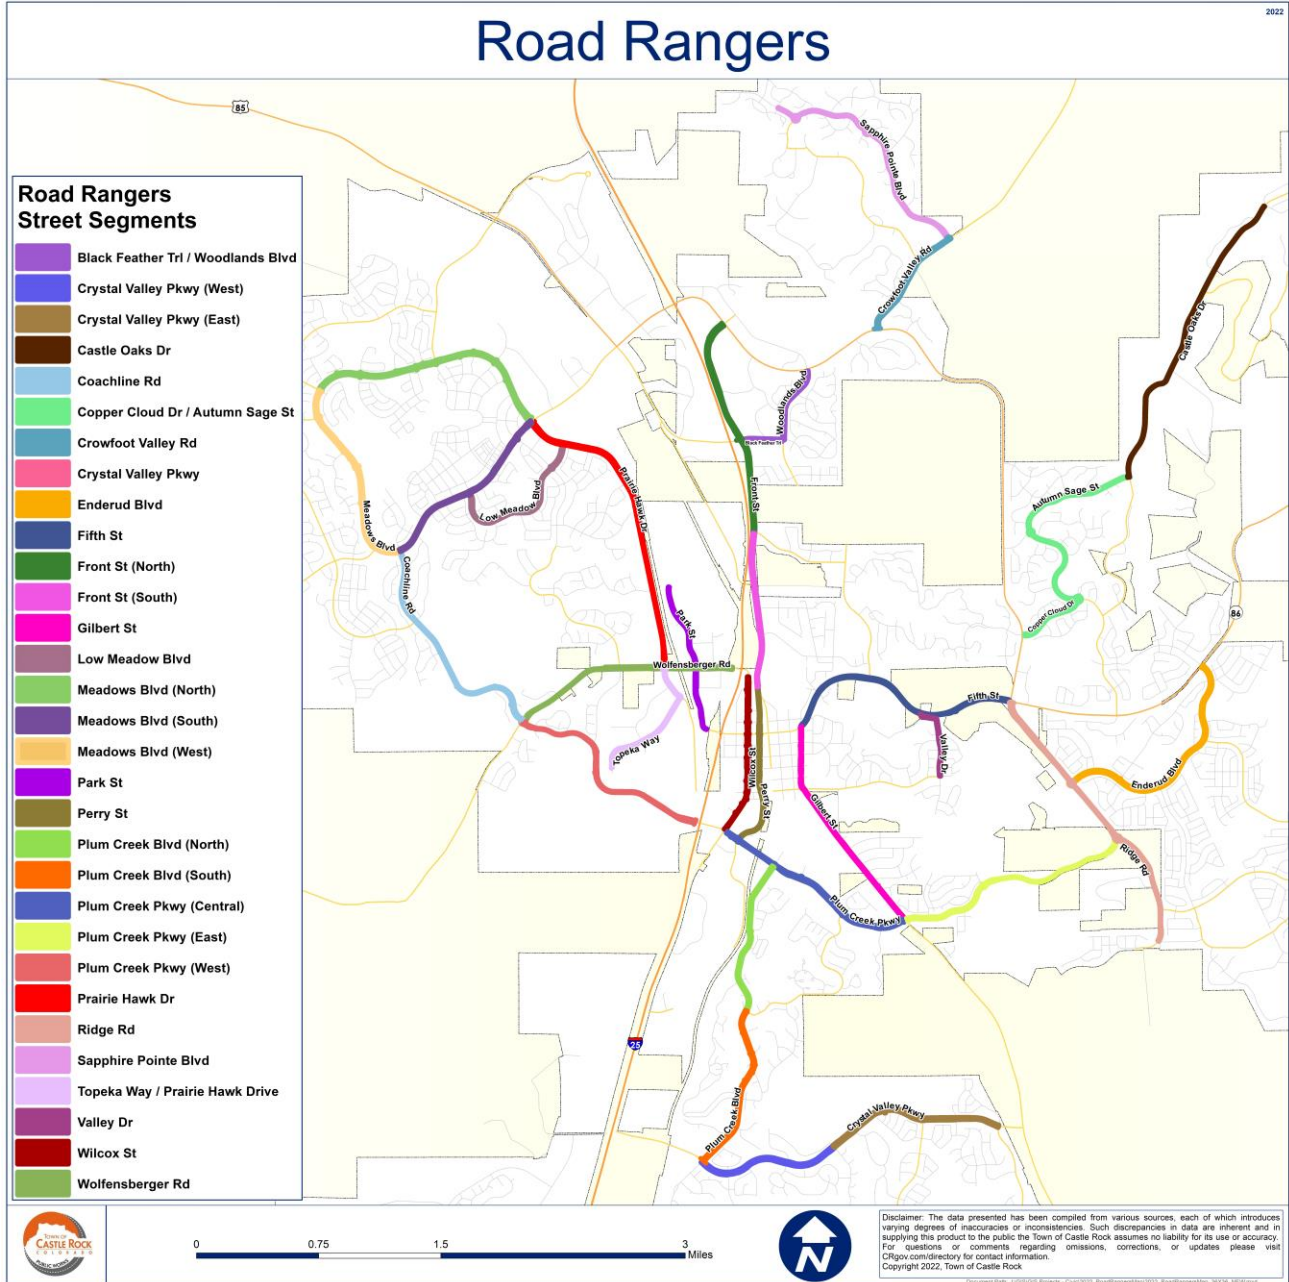 2022
Road Rangers
85
Sapphire Pointe Blvd
Crowfoot Valley Rd
Castle Oaks Dr
Road Rangers
Street Segments
Black Feather Trl / Woodlands Blvd
Crystal Valley Pkwy (West)
Crystal Valley Pkwy (East)
Castle Oaks Dr
Coachline Rd
Copper Cloud Dr / Autumn Sage St
Crowfoot Valley Rd
Crystal Valley Pkwy
Enderud Blvd
Fifth St
Front St (North)
Front St (South)
Gilbert St
Low Meadow Blvd
Meadows Blvd (North)
Meadows Blvd (South)
Meadows Blvd (West)
Park St
Perry St
Plum Creek Blvd (North)
Plum Creek Blvd (South)
Plum Creek Pkwy (Central)
Plum Creek Pkwy (East)
Plum Creek Pkwy (West)
Prairie Hawk Dr
Ridge Rd
Sapphire Pointe Blvd
Topeka Way / Prairie Hawk Drive
Valley Dr
Wilcox St
Wolfensberger Rd
Woodlands Blvd
Black Feather Trl
Front St
Prairie Hawk Dr
Low Meadow Blvd
Meadows Blvd
Coachline Rd
Autumn Sage St
Copper Cloud Dr
86
Park St
Wolfensberger Rd
Topeka Way
Fifth St
Valley Dr
Wilcox St
Perry St
Gilbert St
Enderud Blvd
Ridge Rd
Plum Creek Pkwy
25
Plum Creek Blvd
Crystal Valley Pkwy
TOWN OF
CASTLE ROCK
COLORADO
PUBLIC WORKS
0 0.75 1.5 3
Miles
N
Disclaimer: The data presented has been compiled from various sources, each of which introduces
varying degrees of inaccuracies or inconsistencies. Such discrepancies in data are inherent and in
supplying this product to the public the Town of Castle Rock assumes no liability for its use or accuracy.
For questions or comments regarding omissions, corrections, or updates please visit
CRgov.com/directory for contact information.
Copyright 2022, Town of Castle Rock